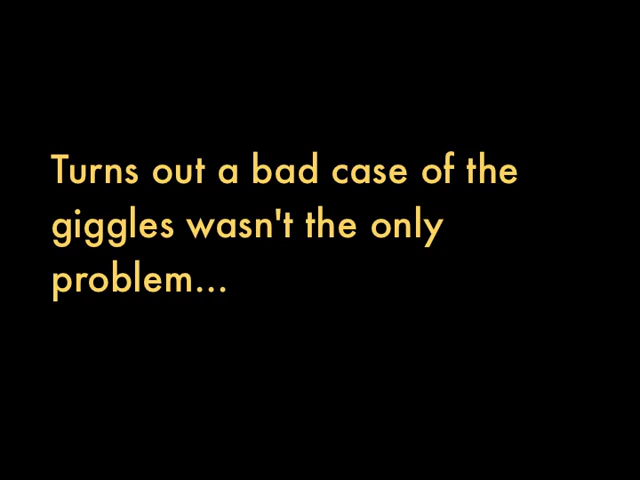 Turns out a bad case of the
giggles wasn't the only
problem...